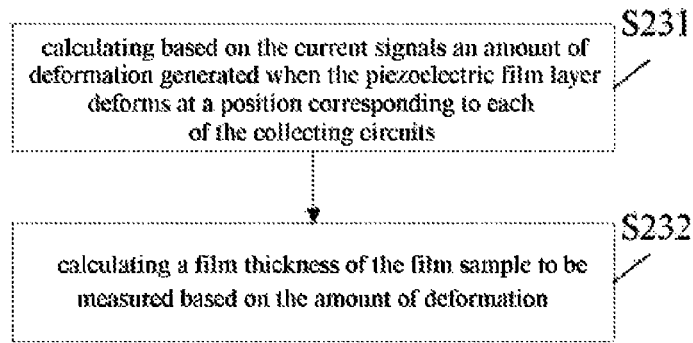 S231
calculating based on the current signals an amount of
deformation generated when the piezoelectric film layer
deforms at a position corresponding to each
of the collecting circuits
S232
calculating a film thickness of the film sample to be
measured based on the amount of deformation